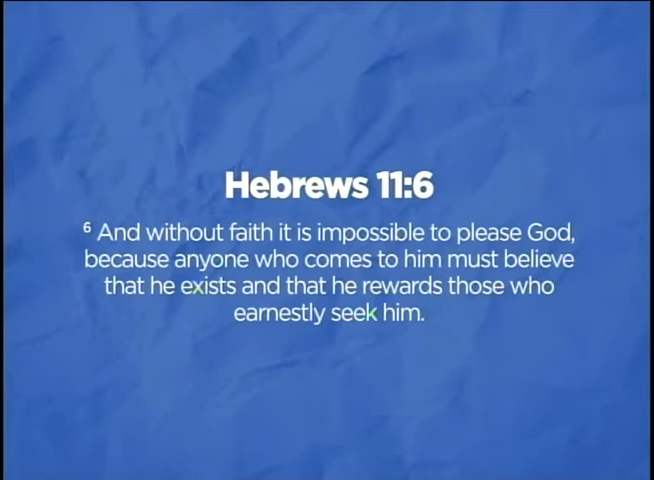 Hebrews 11:6
⁶ And without faith it is impossible to please God,
because anyone who comes to him must believe
that he exists and that he rewards those who
earnestly seek him.